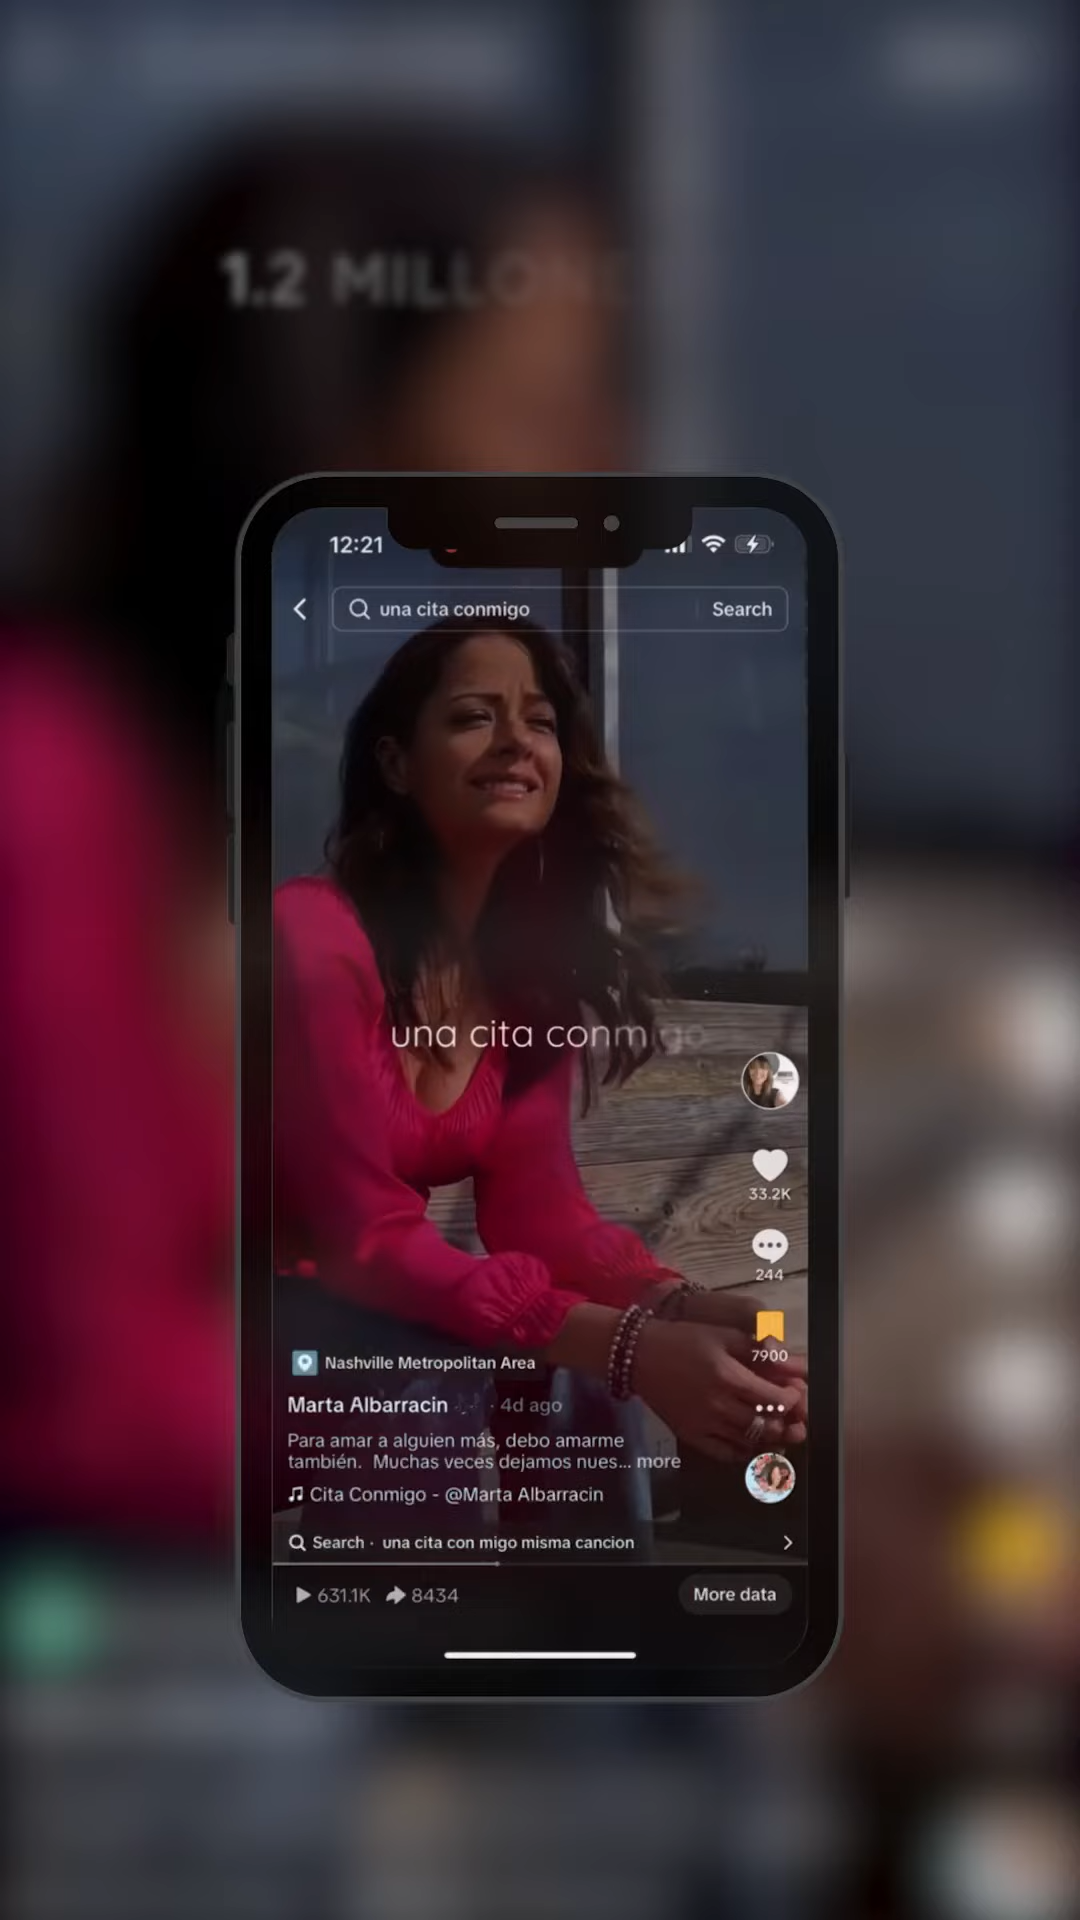 1.2 MILLONES
12:21
una cita conmigo
Search
una cita conmigo
33.2K
244
7900
Nashville Metropolitan Area
Marta Albarracin · 4d ago
Para amar a alguien más, debo amarme
también. Muchas veces dejamos nues... more
Cita Conmigo - @Marta Albarracin
Search · una cita con migo misma cancion
631.1K
8434
More data